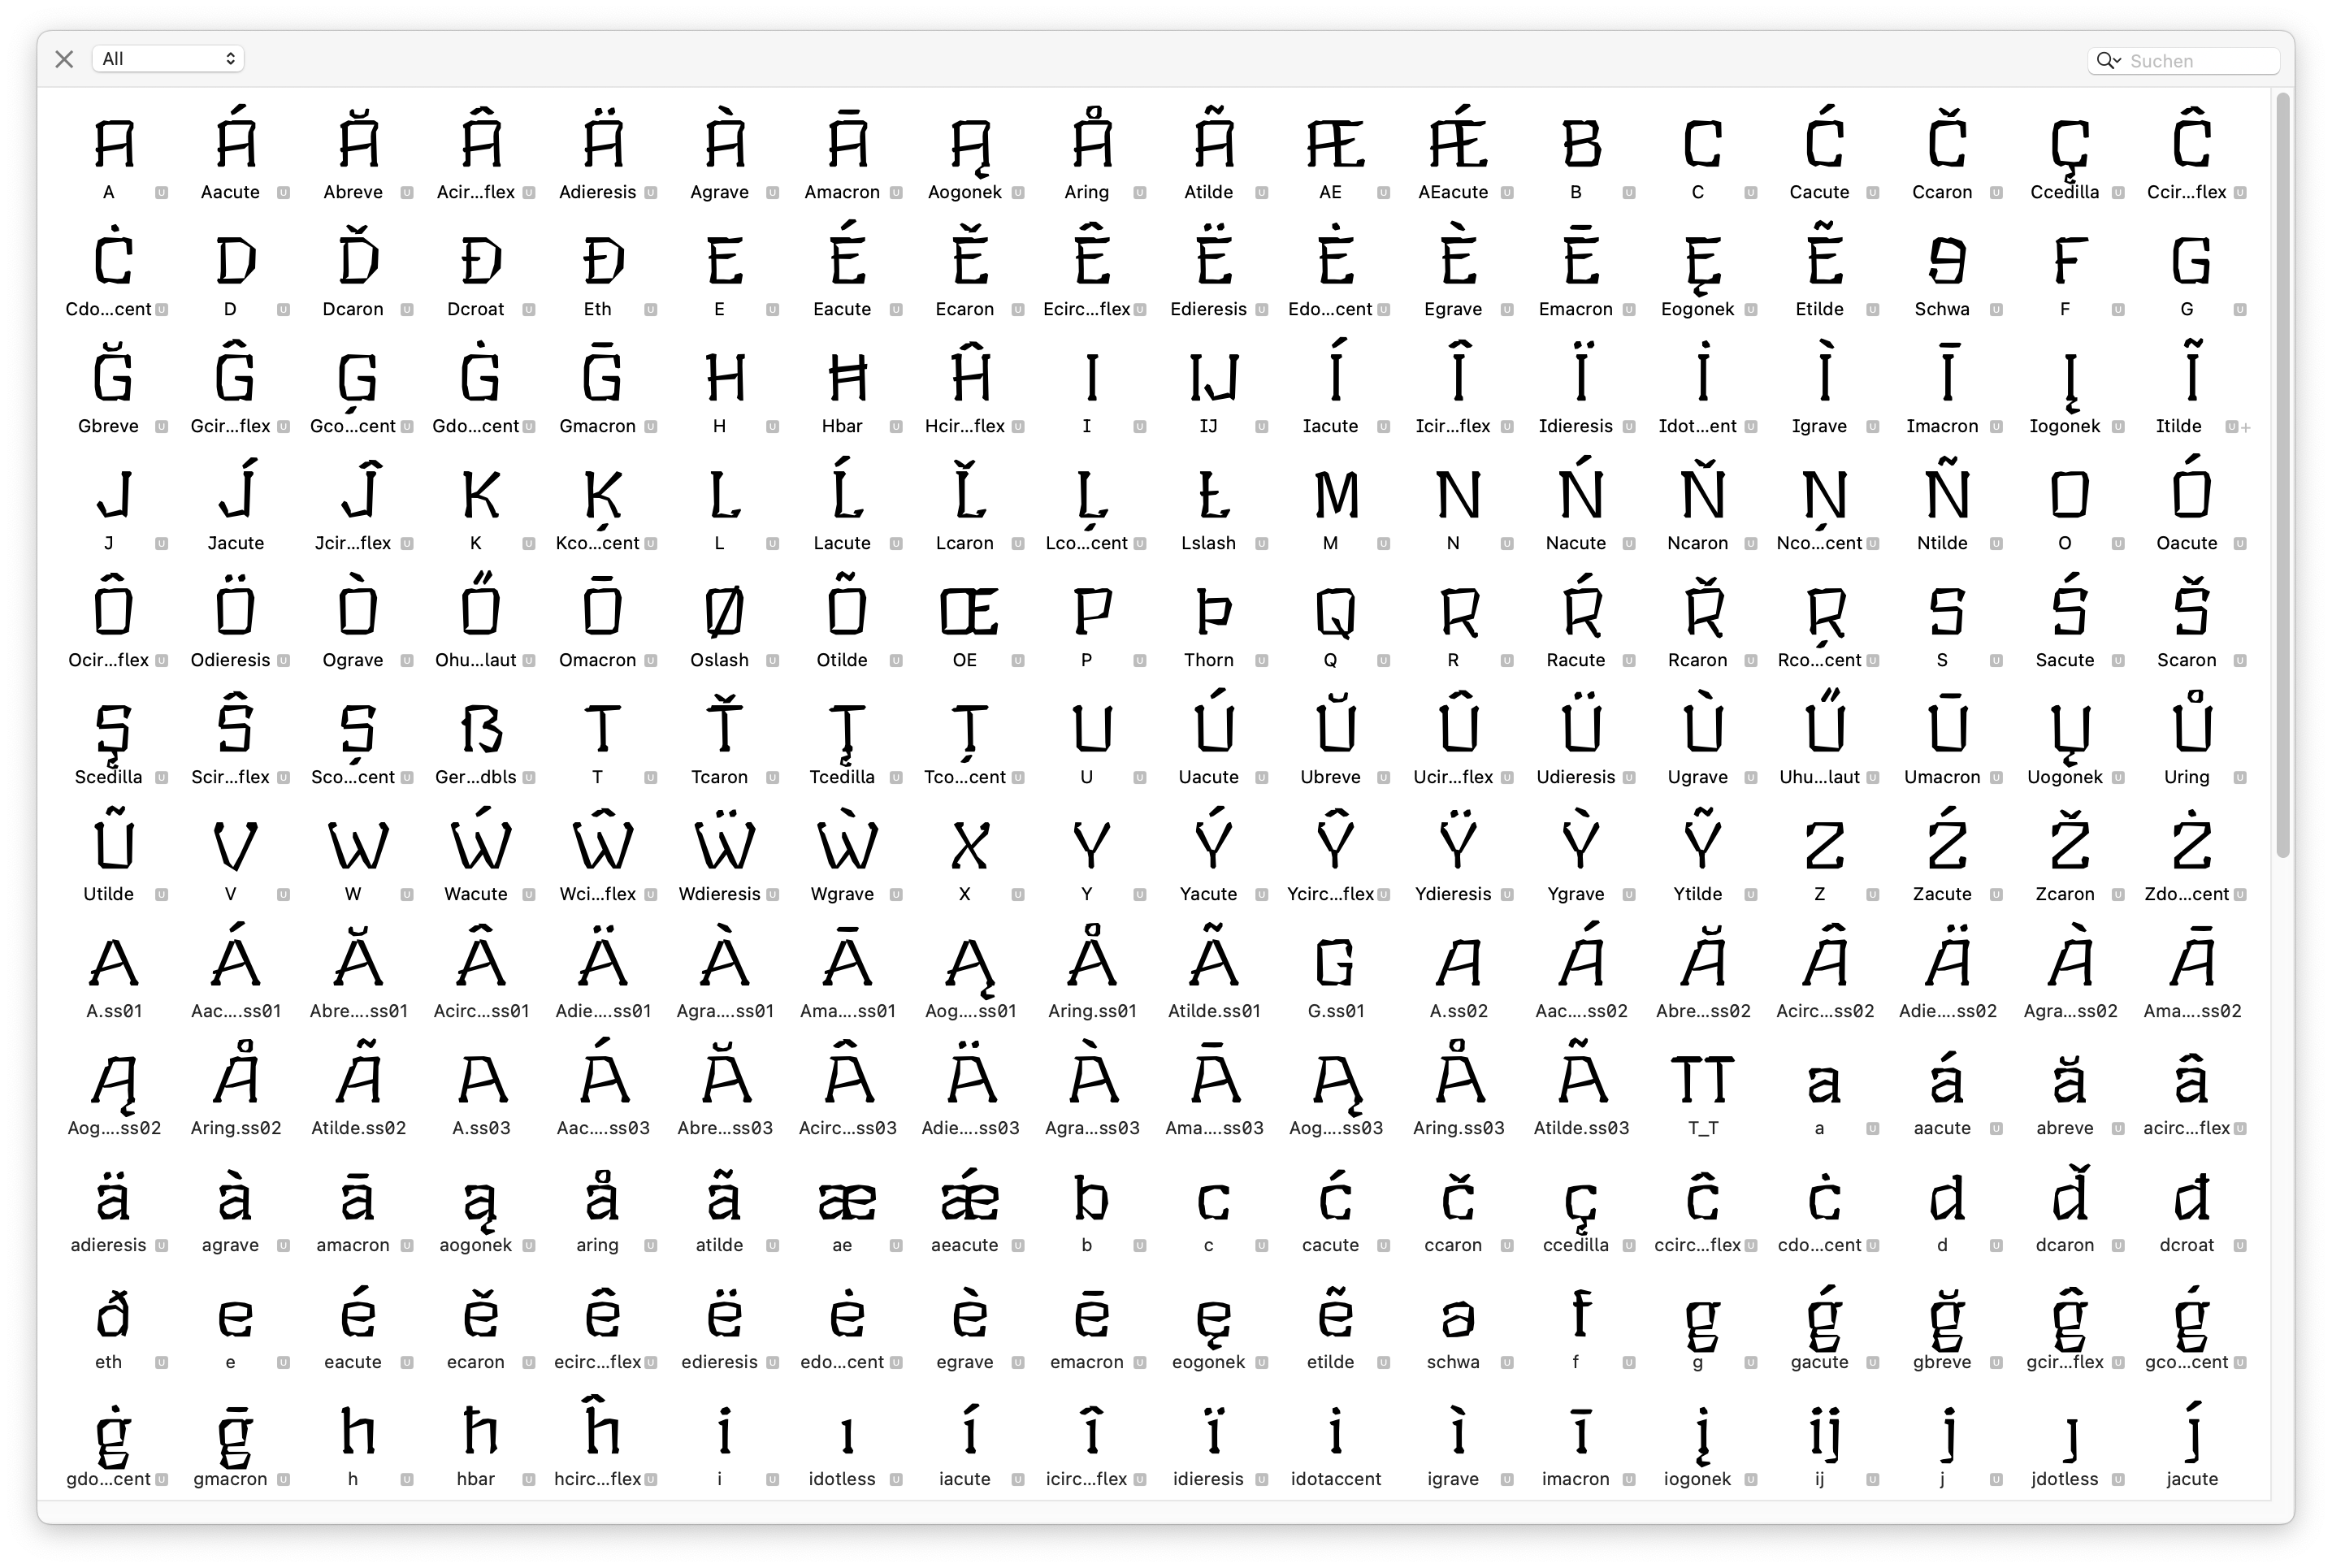 All Suchen
A Á Ă Â Ä À Ā Ą Å Ã Æ Ǽ B C Ć Č Ç Ĉ
A Aacute Abreve Acir...flex Adieresis Agrave Amacron Aogonek Aring Atilde AE AEacute B C Cacute Ccaron Ccedilla Ccir...flex
Ċ D Ď Đ Ð E É Ě Ê Ë Ė È Ē Ę Ẽ Ə F G
Cdo...cent D Dcaron Dcroat Eth E Eacute Ecaron Ecirc...flex Edieresis Edo...cent Egrave Emacron Eogonek Etilde Schwa F G
Ğ Ĝ Ģ Ġ Ḡ H Ħ Ĥ I IJ Í Î Ï İ Ì Ī Į Ĩ
Gbreve Gcir...flex Gco...cent Gdo...cent Gmacron H Hbar Hcir...flex I IJ Iacute Icir...flex Idieresis Idot...ent Igrave Imacron Iogonek Itilde
J J́ Ĵ K Ķ L Ĺ Ľ Ļ Ł M N Ń Ň Ņ Ñ O Ó
J Jacute Jcir...flex K Kco...cent L Lacute Lcaron Lco...cent Lslash M N Nacute Ncaron Nco...cent Ntilde O Oacute
Ô Ö Ò Ő Ō Ø Õ Œ P Þ Q R Ŕ Ř Ŗ S Ś Š
Ocir...flex Odieresis Ograve Ohu...laut Omacron Oslash Otilde OE P Thorn Q R Racute Rcaron Rco...cent S Sacute Scaron
Ş Ŝ Ș ẞ T Ť Ţ Ț U Ú Ŭ Û Ü Ù Ű Ū Ų Ů
Scedilla Scir...flex Sco...cent Ger...dbls T Tcaron Tcedilla Tco...cent U Uacute Ubreve Ucir...flex Udieresis Ugrave Uhu...laut Umacron Uogonek Uring
Ũ V W Ẃ Ŵ Ẅ Ẁ X Y Ý Ŷ Ÿ Ỳ Ỹ Z Ź Ž Ż
Utilde V W Wacute Wci...flex Wdieresis Wgrave X Y Yacute Ycirc...flex Ydieresis Ygrave Ytilde Z Zacute Zcaron Zdo...cent
A Á Ă Â Ä À Ā Ą Å Ã G A Á Ă Â Ä À Ā
A.ss01 Aac....ss01 Abre...ss01 Acirc...ss01 Adie....ss01 Agra....ss01 Ama....ss01 Aog....ss01 Aring.ss01 Atilde.ss01 G.ss01 A.ss02 Aac....ss02 Abre...ss02 Acirc...ss02 Adie....ss02 Agra....ss02 Ama....ss02
Ą Å Ã A Á Ă Â Ä À Ā Ą Å Ã TT a á ă â
Aog....ss02 Aring.ss02 Atilde.ss02 A.ss03 Aac....ss03 Abre...ss03 Acirc...ss03 Adie....ss03 Agra....ss03 Ama....ss03 Aog....ss03 Aring.ss03 Atilde.ss03 T_T a aacute abreve acirc...flex
ä à ā ą å ã æ ǽ b c ć č ç ĉ ċ d ď đ
adieresis agrave amacron aogonek aring atilde ae aeacute b c cacute ccaron ccedilla ccirc...flex cdo...cent d dcaron dcroat
ð e é ě ê ë ė è ē ę ẽ ə f g ǵ ğ ĝ ģ
eth e eacute ecaron ecirc...flex edieresis edo...cent egrave emacron eogonek etilde schwa f g gacute gbreve gcir...flex gco...cent
ġ ḡ h ħ ĥ i ı í î ï i ì ī į ij j ȷ j́
gdo...cent gmacron h hbar hcirc...flex i idotless iacute icirc...flex idieresis idotaccent igrave imacron iogonek ij j jdotless jacute